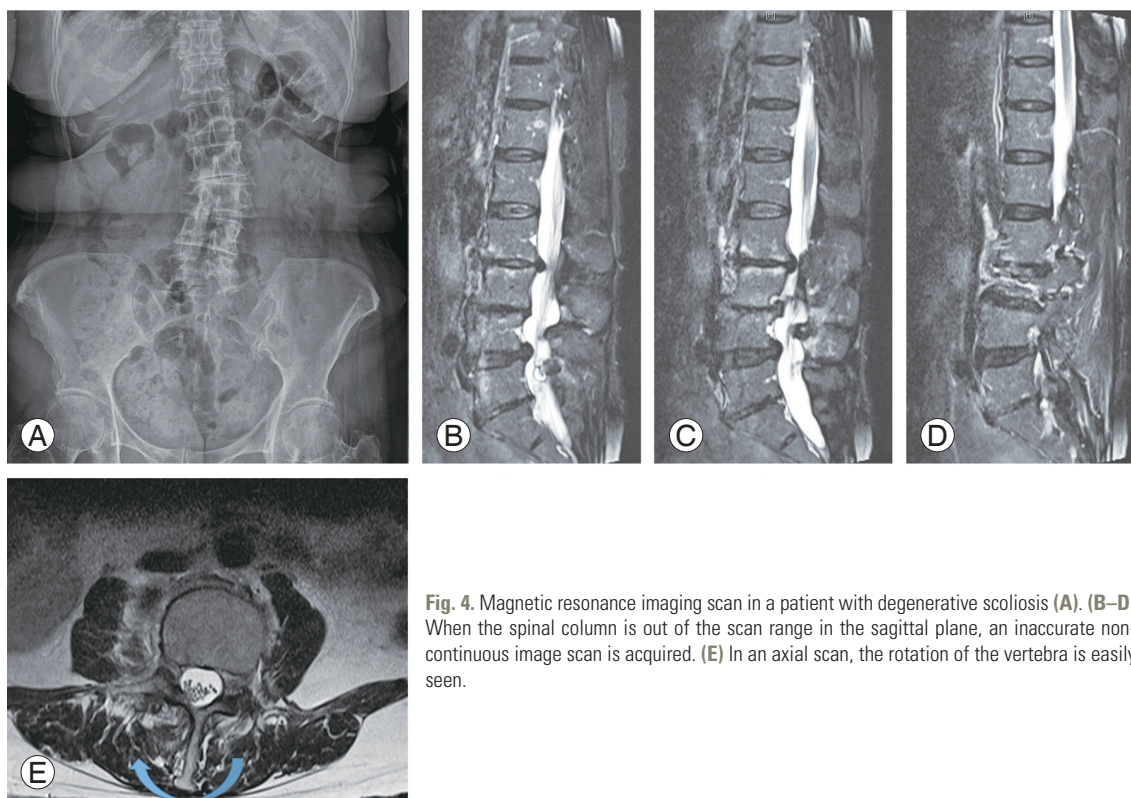 A
B
C
D
E
Fig. 4. Magnetic resonance imaging scan in a patient with degenerative scoliosis (A). (B–D
When the spinal column is out of the scan range in the sagittal plane, an inaccurate non-
continuous image scan is acquired. (E) In an axial scan, the rotation of the vertebra is easily
seen.